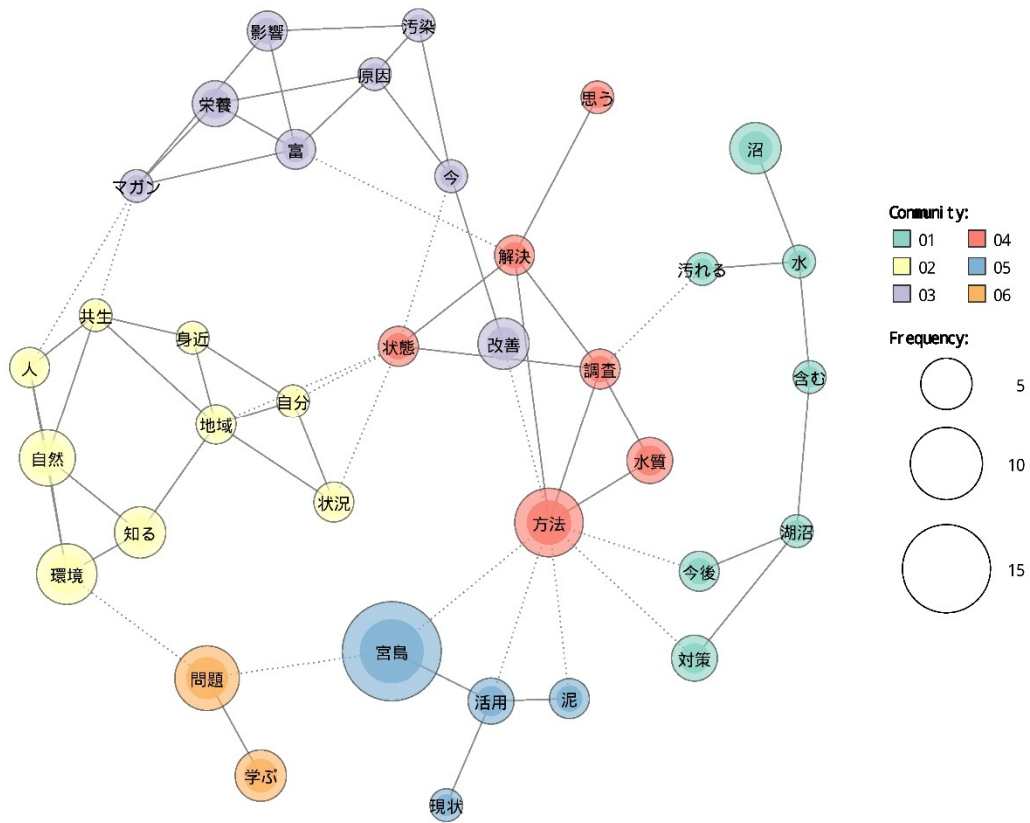 影響
汚染
原因
栄養
思う
富
沼
今
マガン
解決
水
汚れる
共生
身近
状態
改善
人
調査
含む
自分
地域
自然
水質
状況
方法
知る
湖沼
環境
今後
宮島
対策
問題
活用
泥
学ぶ
現状
Community:
01 04
02 05
03 06
Frequency:
5
10
15